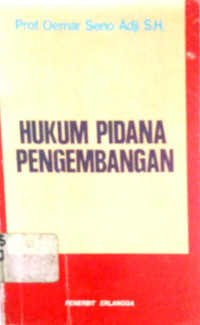 Prof. Oemar Seno Adji S.H.
HUKUM PIDANA
PENGEMBANGAN
PENERBIT ERLANGGA